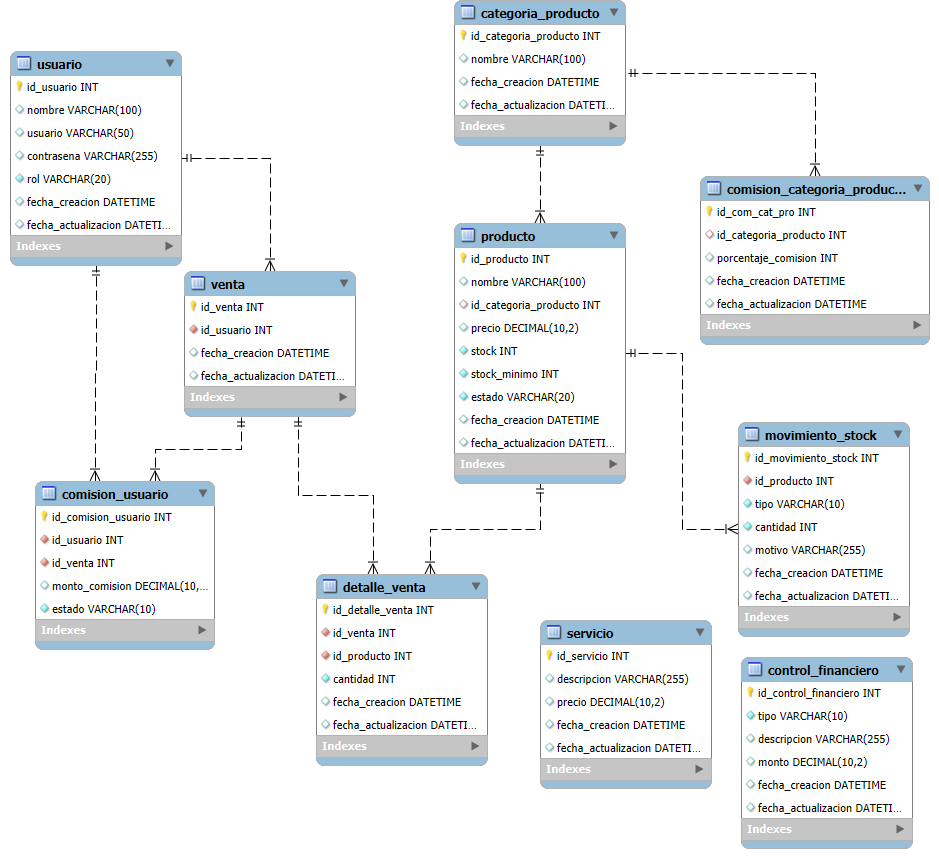 categoria_producto
id_categoria_producto INT
nombre VARCHAR(100)
fecha_creacion DATETIME
fecha_actualizacion DATETI...
Indexes
usuario
id_usuario INT
nombre VARCHAR(100)
usuario VARCHAR(50)
contrasena VARCHAR(255)
rol VARCHAR(20)
fecha_creacion DATETIME
fecha_actualizacion DATETI...
Indexes
comision_categoria_produc...
id_com_cat_pro INT
id_categoria_producto INT
porcentaje_comision INT
fecha_creacion DATETIME
fecha_actualizacion DATETIME
Indexes
producto
id_producto INT
nombre VARCHAR(100)
id_categoria_producto INT
precio DECIMAL(10,2)
stock INT
stock_minimo INT
estado VARCHAR(20)
fecha_creacion DATETIME
fecha_actualizacion DATETI...
Indexes
venta
id_venta INT
id_usuario INT
fecha_creacion DATETIME
fecha_actualizacion DATETI...
Indexes
movimiento_stock
id_movimiento_stock INT
id_producto INT
tipo VARCHAR(10)
cantidad INT
motivo VARCHAR(255)
fecha_creacion DATETIME
fecha_actualizacion DATETI...
Indexes
comision_usuario
id_comision_usuario INT
id_usuario INT
id_venta INT
monto_comision DECIMAL(10,...
estado VARCHAR(10)
Indexes
detalle_venta
id_detalle_venta INT
id_venta INT
id_producto INT
cantidad INT
fecha_creacion DATETIME
fecha_actualizacion DATETI...
Indexes
servicio
id_servicio INT
descripcion VARCHAR(255)
precio DECIMAL(10,2)
fecha_creacion DATETIME
fecha_actualizacion DATETI...
Indexes
control_financiero
id_control_financiero INT
tipo VARCHAR(10)
descripcion VARCHAR(255)
monto DECIMAL(10,2)
fecha_creacion DATETIME
fecha_actualizacion DATETI...
Indexes